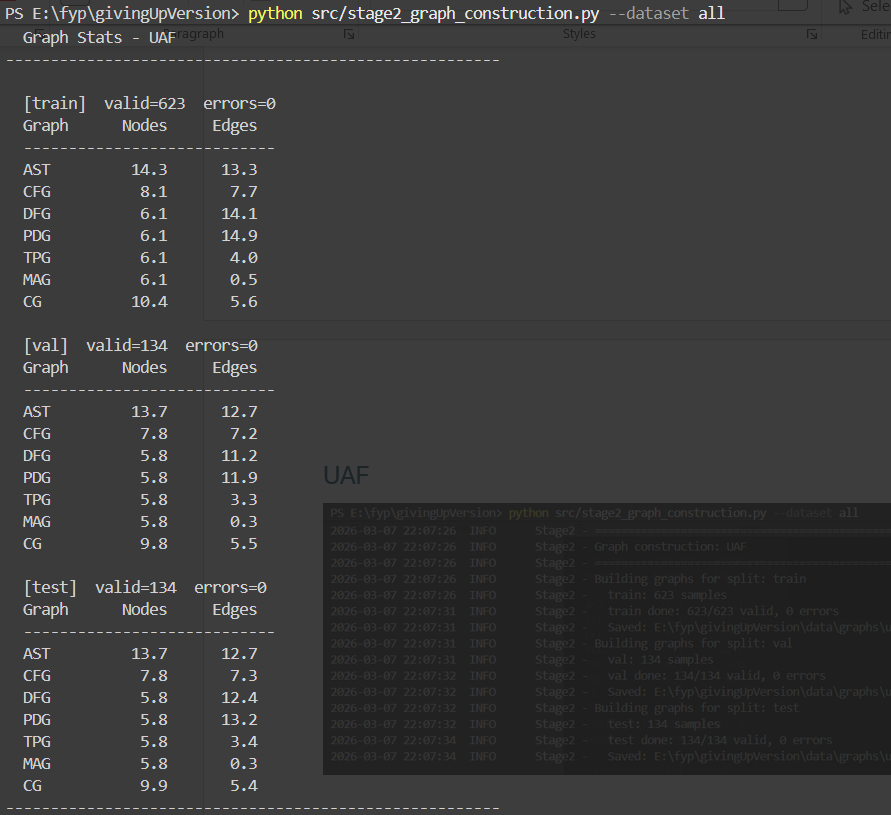 PS E:\fyp\givingUpVersion> python src/stage2_graph_construction.py --dataset all
Graph Stats - UAF
Styles
-------------------------------------------------------
[train]  valid=623  errors=0
Graph      Nodes     Edges
----------------------------
AST       14.3      13.3
CFG        8.1       7.7
DFG        6.1      14.1
PDG        6.1      14.9
TPG        6.1       4.0
MAG        6.1       0.5
CG        10.4       5.6
[val]  valid=134  errors=0
Graph      Nodes     Edges
----------------------------
AST       13.7      12.7
CFG        7.8       7.2
DFG        5.8      11.2
PDG        5.8      11.9
TPG        5.8       3.3
MAG        5.8       0.3
CG         9.8       5.5
[test]  valid=134  errors=0
Graph      Nodes     Edges
----------------------------
AST       13.7      12.7
CFG        7.8       7.3
DFG        5.8      12.4
PDG        5.8      13.2
TPG        5.8       3.4
MAG        5.8       0.3
CG         9.9       5.4
-------------------------------------------------------
UAF
PS E:\fyp\givingUpVersion> python src/stage2_graph_construction.py --dataset all
2026-03-07 22:07:26  INFO     Stage2 - ================================
2026-03-07 22:07:26  INFO     Stage2 - Graph construction: UAF
2026-03-07 22:07:26  INFO     Stage2 - ================================
2026-03-07 22:07:26  INFO     Stage2 - Building graphs for split: train
2026-03-07 22:07:26  INFO     Stage2 -   train: 623 samples
2026-03-07 22:07:31  INFO     Stage2 -   train done: 623/623 valid, 0 errors
2026-03-07 22:07:31  INFO     Stage2 -   Saved: E:\fyp\givingUpVersion\data\graphs\u
2026-03-07 22:07:31  INFO     Stage2 - Building graphs for split: val
2026-03-07 22:07:31  INFO     Stage2 -   val: 134 samples
2026-03-07 22:07:32  INFO     Stage2 -   val done: 134/134 valid, 0 errors
2026-03-07 22:07:32  INFO     Stage2 -   Saved: E:\fyp\givingUpVersion\data\graphs\u
2026-03-07 22:07:32  INFO     Stage2 - Building graphs for split: test
2026-03-07 22:07:32  INFO     Stage2 -   test: 134 samples
2026-03-07 22:07:34  INFO     Stage2 -   test done: 134/134 valid, 0 errors
2026-03-07 22:07:34  INFO     Stage2 -   Saved: E:\fyp\givingUpVersion\data\graphs\u